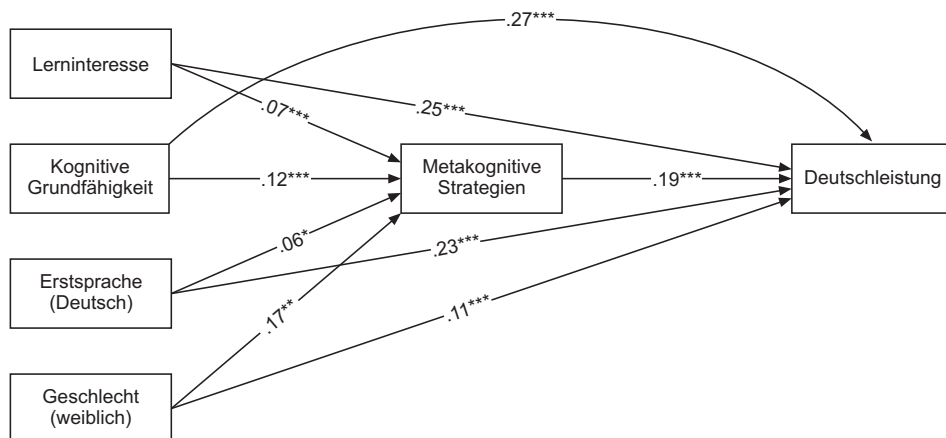 .27***
Lerninteresse
.07***
.25***
Kognitive
Grundfähigkeit
.12***
Metakognitive
Strategien
.19***
Deutschleistung
.06*
.23***
Erstsprache
(Deutsch)
.17**
.11***
Geschlecht
(weiblich)